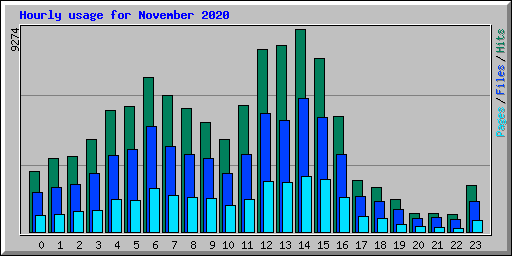 Hourly usage for November 2020
9274
Pages / Files / Hits
0 1 2 3 4 5 6 7 8 9 10 11 12 13 14 15 16 17 18 19 20 21 22 23